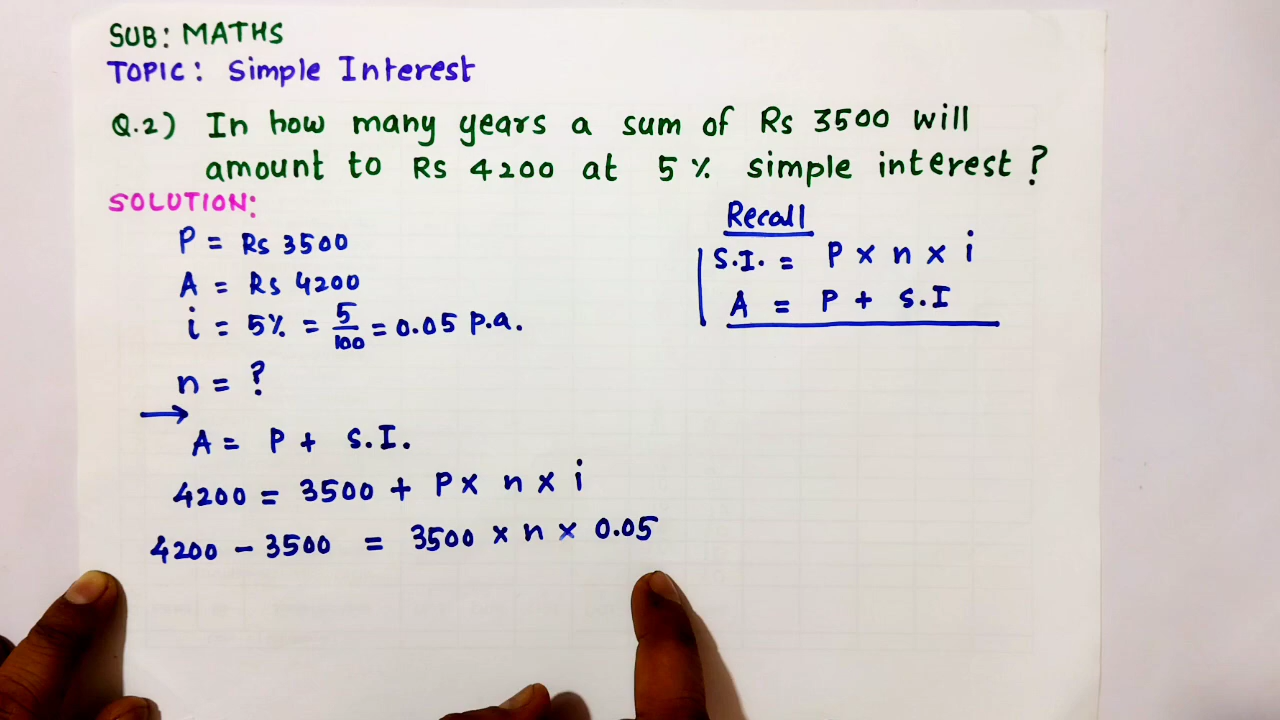 SUB: MATHS
TOPIC: Simple Interest
Q.2) In how many years a sum of Rs 3500 will
amount to Rs 4200 at 5% simple interest?
SOLUTION:
P = Rs 3500
A = Rs 4200
i = 5% = 5/100 = 0.05 p.a.
n = ?
→
A = P + S.I.
4200 = 3500 + P × n × i
4200 - 3500 = 3500 × n × 0.05
Recall
S.I. = P × n × i
A = P + S.I